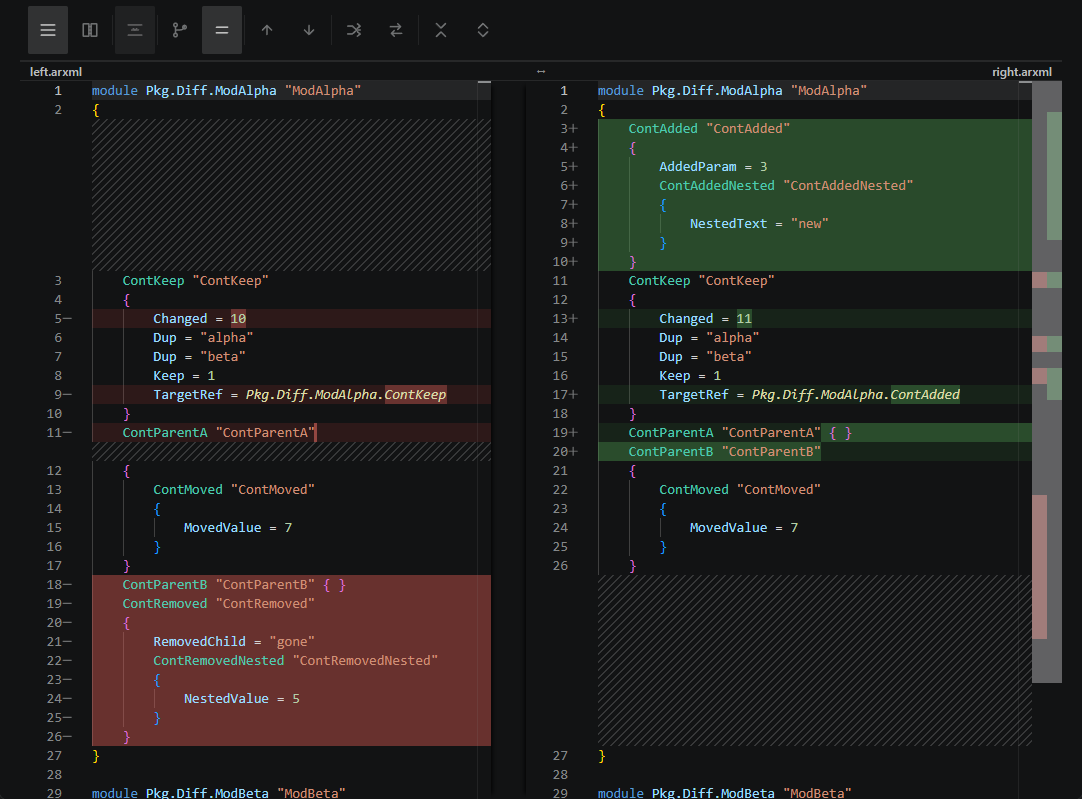 left.arxml
↔
right.arxml
1 module Pkg.Diff.ModAlpha "ModAlpha"
2 {
3 ContKeep "ContKeep"
4 {
5− Changed = 10
6 Dup = "alpha"
7 Dup = "beta"
8 Keep = 1
9− TargetRef = Pkg.Diff.ModAlpha.ContKeep
10 }
11− ContParentA "ContParentA"
12 {
13 ContMoved "ContMoved"
14 {
15 MovedValue = 7
16 }
17 }
18− ContParentB "ContParentB" { }
19− ContRemoved "ContRemoved"
20− {
21− RemovedChild = "gone"
22− ContRemovedNested "ContRemovedNested"
23− {
24− NestedValue = 5
25− }
26− }
27 }
28
29 module Pkg.Diff.ModBeta "ModBeta"
1 module Pkg.Diff.ModAlpha "ModAlpha"
2 {
3+ ContAdded "ContAdded"
4+ {
5+ AddedParam = 3
6+ ContAddedNested "ContAddedNested"
7+ {
8+ NestedText = "new"
9+ }
10+ }
11 ContKeep "ContKeep"
12 {
13+ Changed = 11
14 Dup = "alpha"
15 Dup = "beta"
16 Keep = 1
17+ TargetRef = Pkg.Diff.ModAlpha.ContAdded
18 }
19+ ContParentA "ContParentA" { }
20+ ContParentB "ContParentB"
21 {
22 ContMoved "ContMoved"
23 {
24 MovedValue = 7
25 }
26 }
27 }
28
29 module Pkg.Diff.ModBeta "ModBeta"